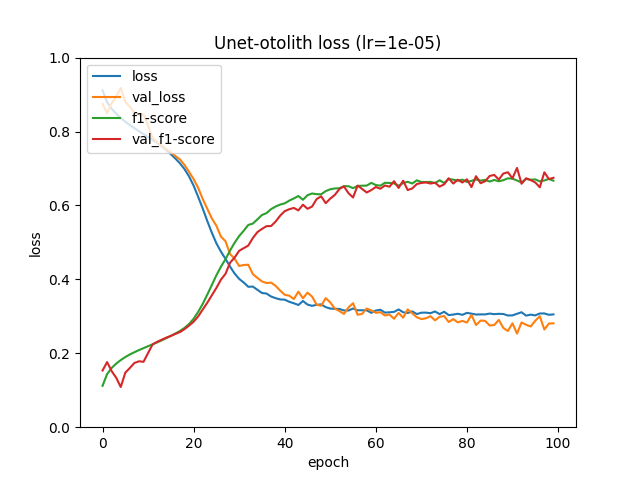 Unet-otolith loss (lr=1e-05)
loss
val_loss
f1-score
val_f1-score
1.0
0.8
0.6
0.4
0.2
0.0
loss
0 20 40 60 80 100
epoch